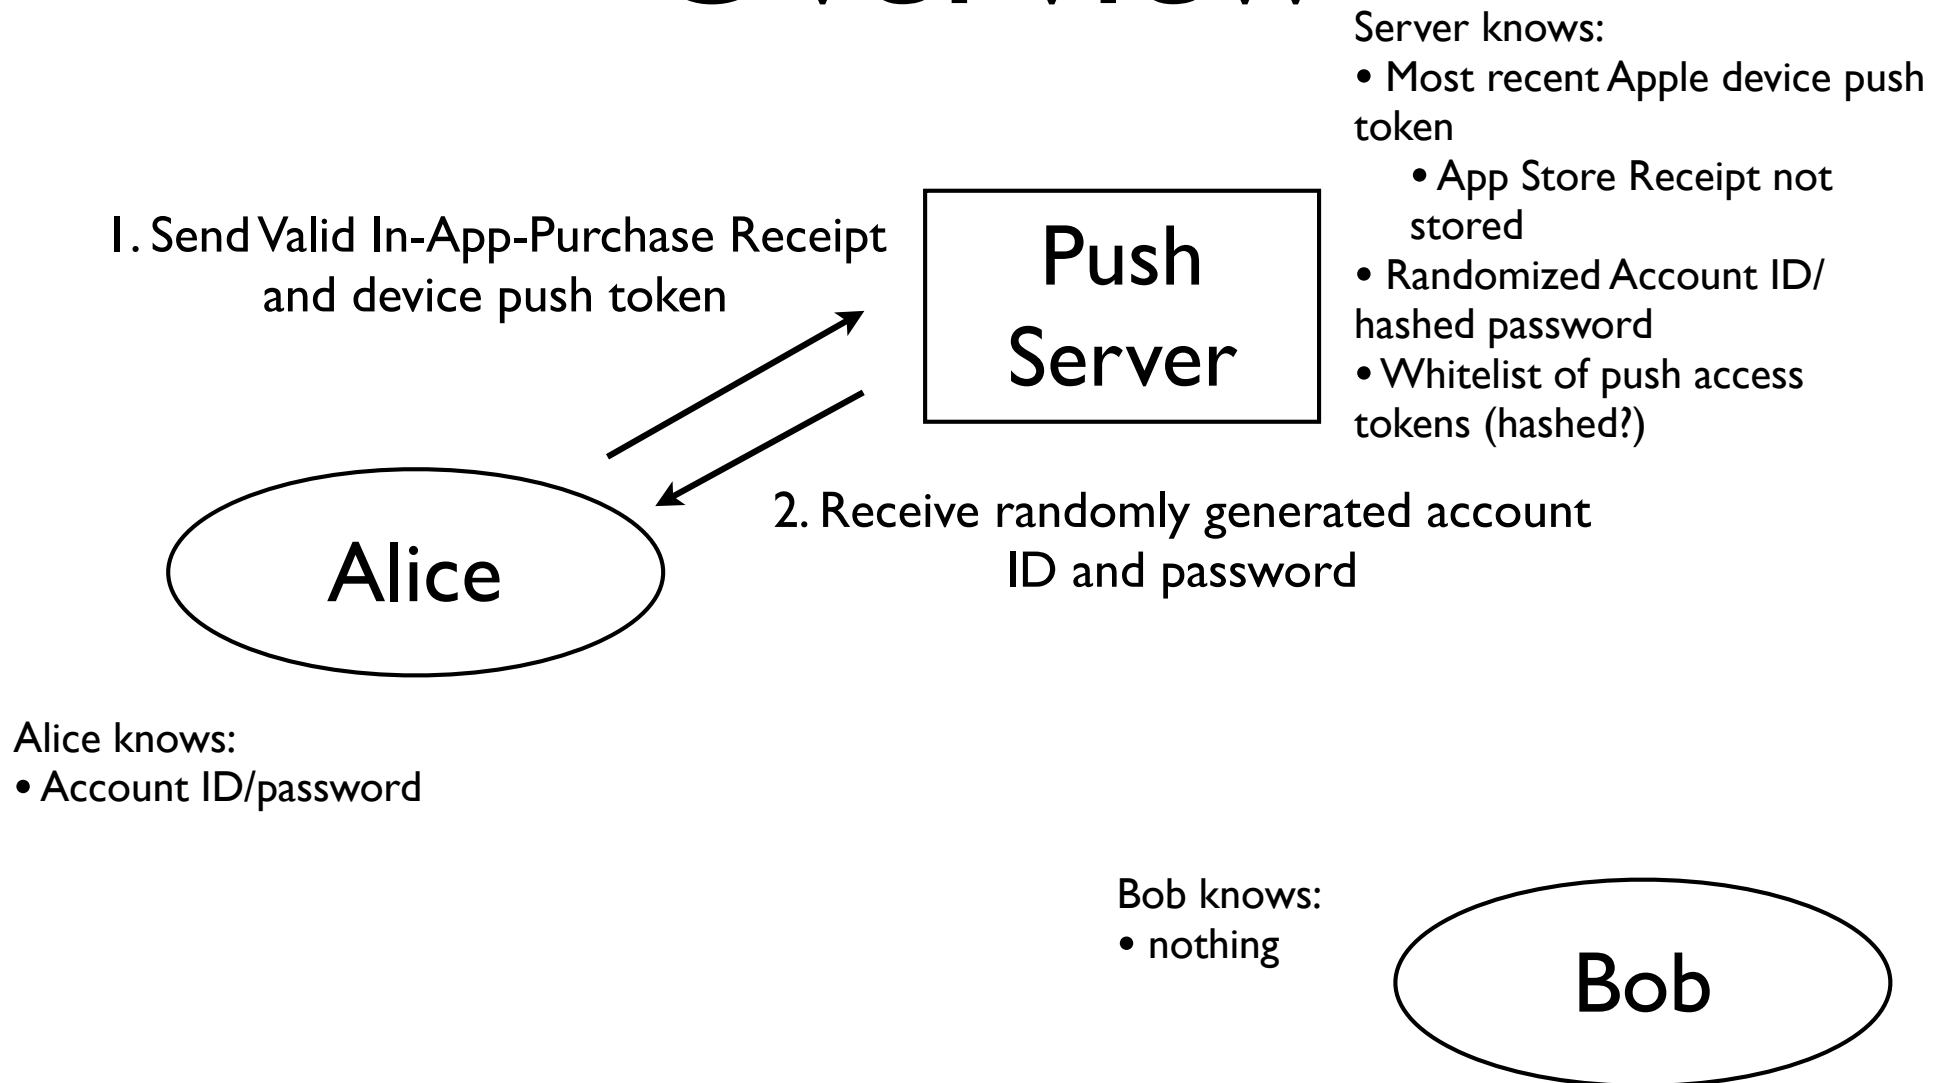 Overview
Server knows:
• Most recent Apple device push
token
• App Store Receipt not
stored
• Randomized Account ID/
hashed password
• Whitelist of push access
tokens (hashed?)
1. Send Valid In-App-Purchase Receipt
and device push token
Push
Server
2. Receive randomly generated account
ID and password
Alice
Alice knows:
• Account ID/password
Bob knows:
• nothing
Bob